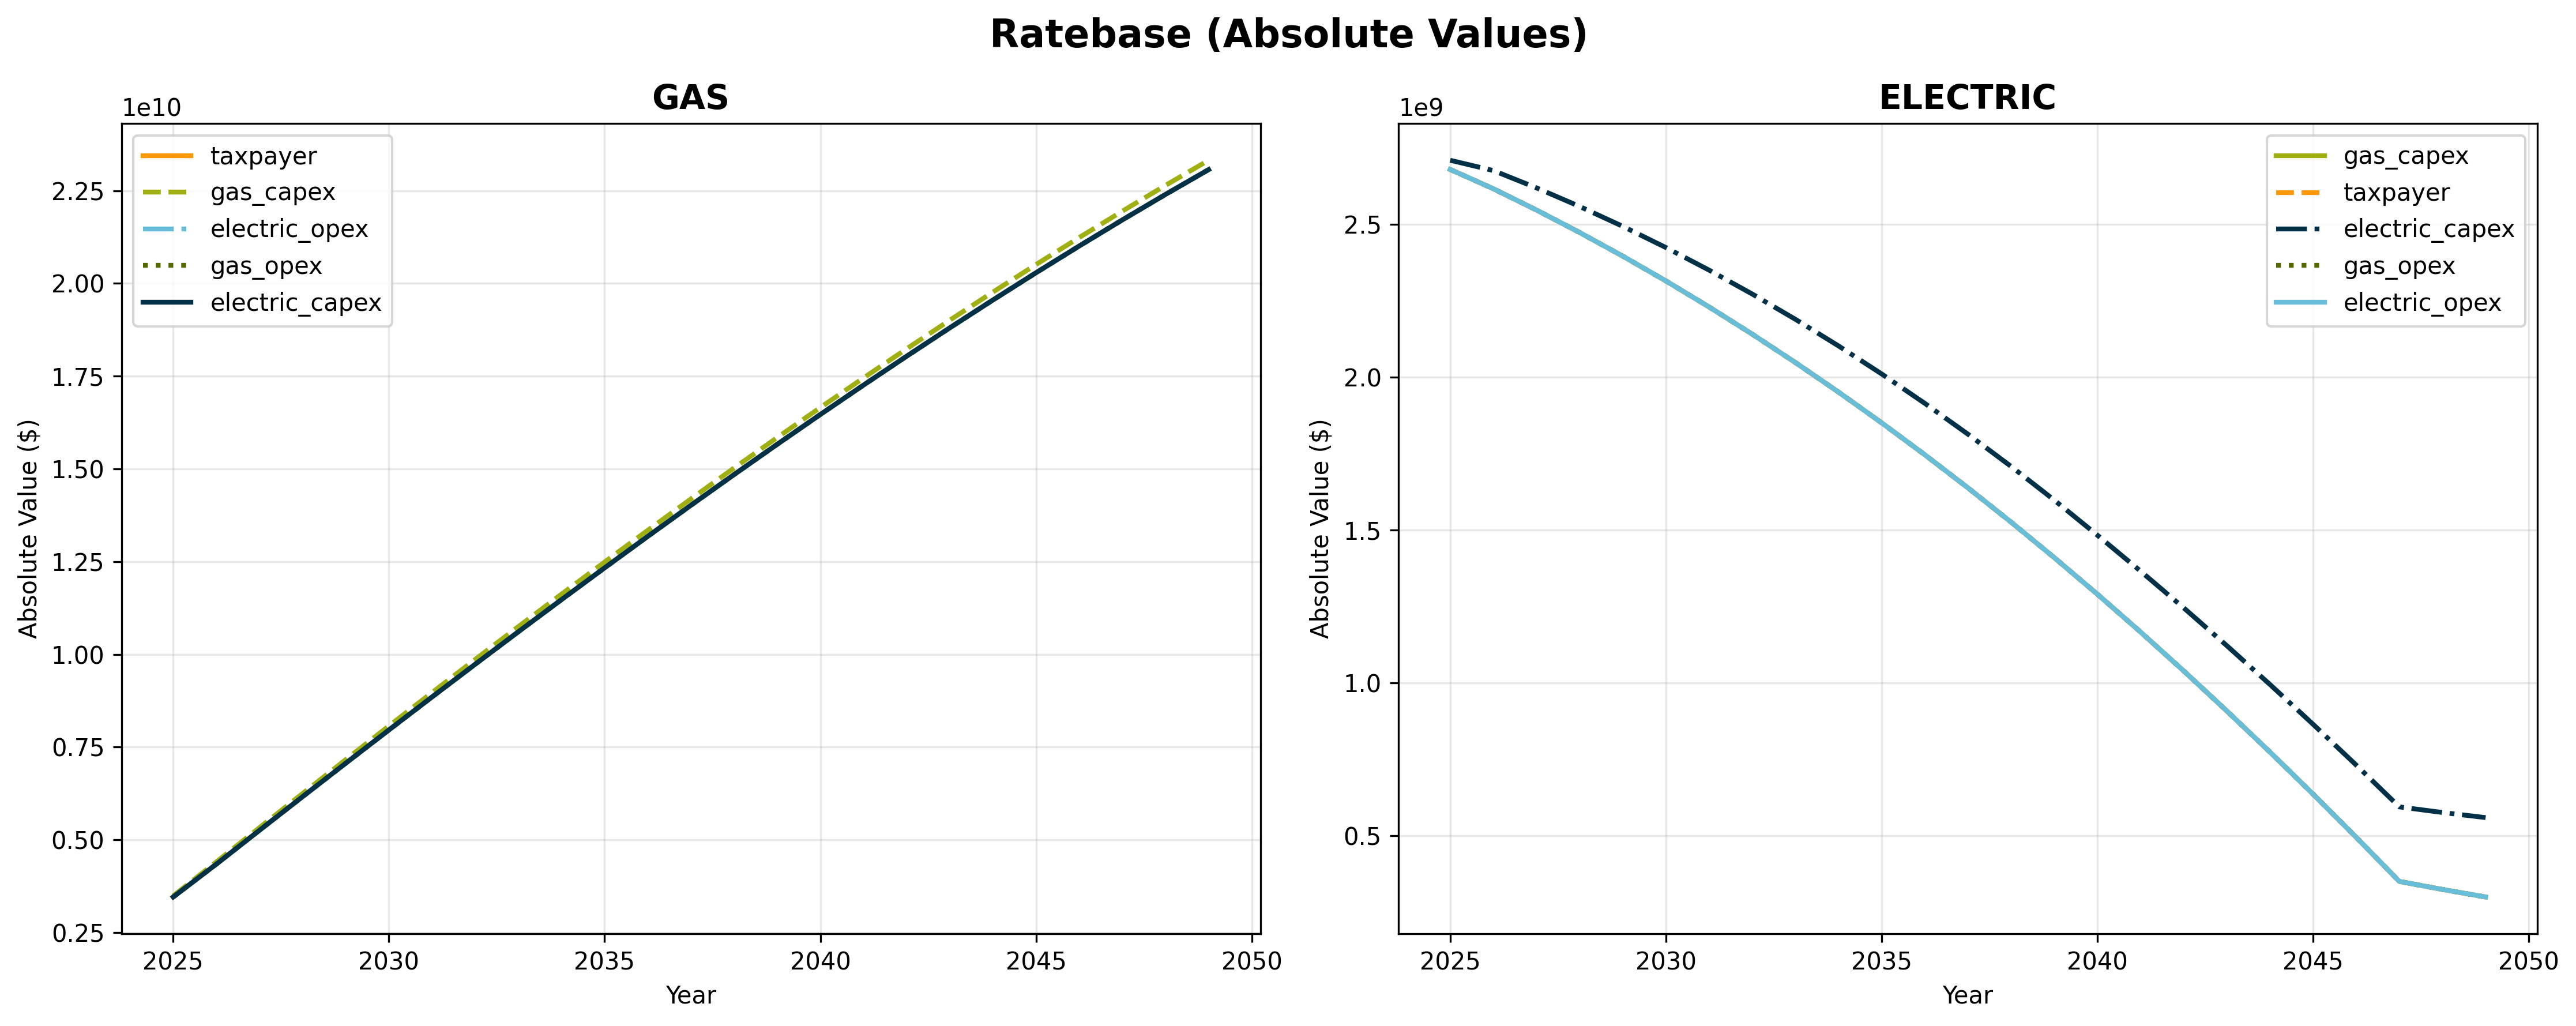 Ratebase (Absolute Values)
GAS
1e10
taxpayer
gas_capex
electric_opex
gas_opex
electric_capex
2.25
2.00
1.75
1.50
1.25
1.00
0.75
0.50
0.25
Absolute Value ($)
2025 2030 2035 2040 2045 2050
Year
ELECTRIC
1e9
gas_capex
taxpayer
electric_capex
gas_opex
electric_opex
2.5
2.0
1.5
1.0
0.5
Absolute Value ($)
2025 2030 2035 2040 2045 2050
Year